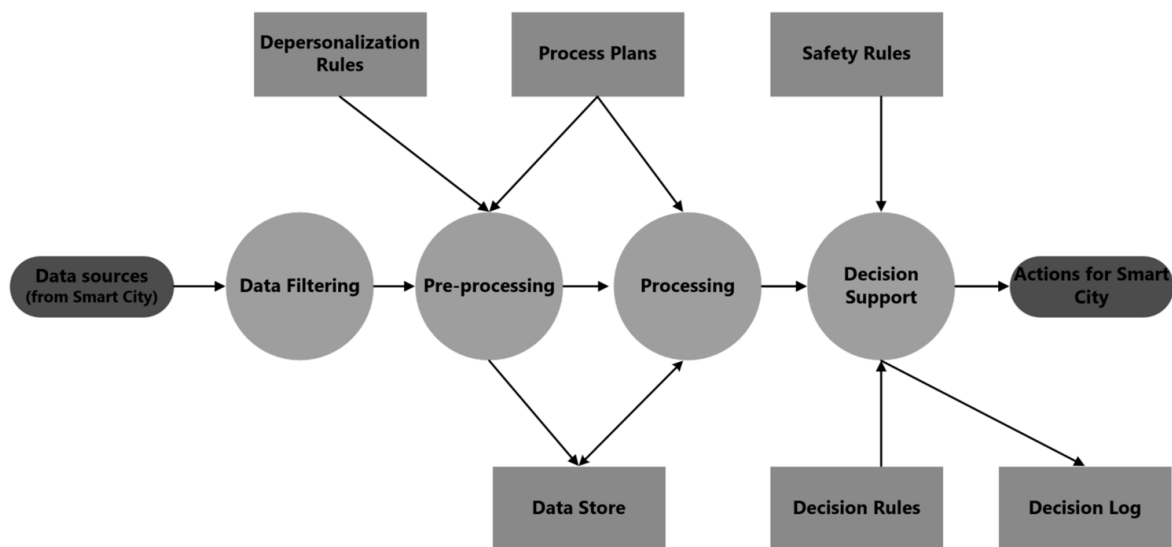 Depersonalization
Rules
Process Plans
Safety Rules
Data sources
(from Smart City)
Data Filtering
Pre-processing
Processing
Decision
Support
Actions for Smart
City
Data Store
Decision Rules
Decision Log